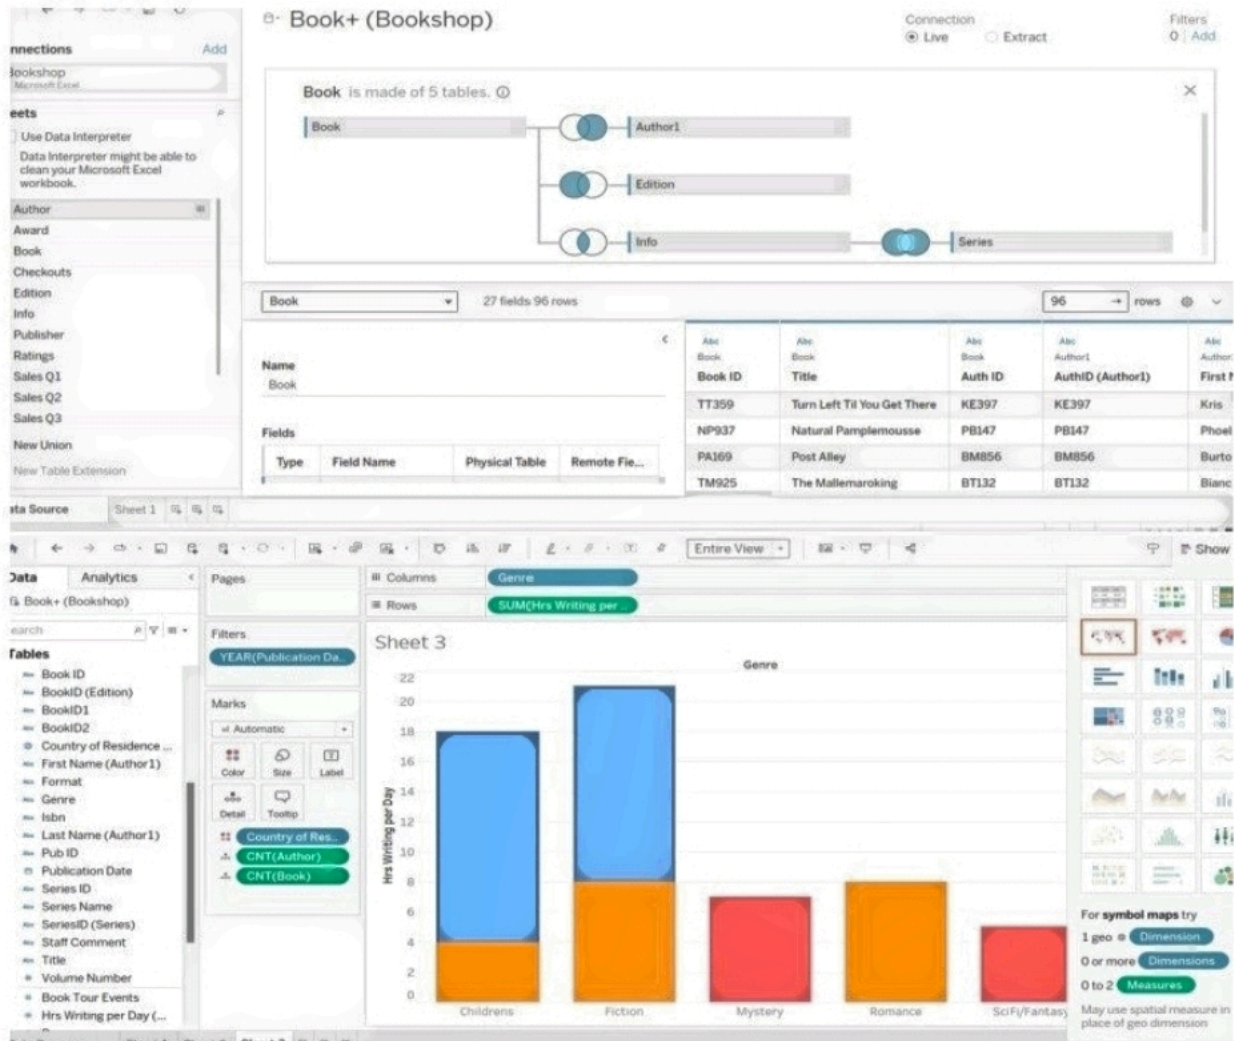 Book+ (Bookshop)
Connection
Live
Extract
Filters
0 | Add
nnections
Add
Bookshop
Microsoft Excel
eets
Use Data Interpreter
Data Interpreter might be able to
clean your Microsoft Excel
workbook.
Author
Award
Book
Checkouts
Edition
Info
Publisher
Ratings
Sales Q1
Sales Q2
Sales Q3
New Union
New Table Extension
Book is made of 5 tables.
Book
Author1
Edition
Info
Series
Book
27 fields 96 rows
96
rows
Name
Book
Fields
Type Field Name Physical Table Remote Fie...
Abc Abc Abc Abc Abc
Book Book Book Author1 Author
Book ID Title Auth ID AuthID (Author1) First
TT359 Turn Left Til You Get There KE397 KE397 Kris
NP937 Natural Pamplemousse PB147 PB147 Phoel
PA169 Post Alley BM856 BM856 Burto
TM925 The Mallemaroking BT132 BT132 Bianc
ata Source Sheet 1
Entire View
Show
Data Analytics
Book+ (Bookshop)
earch
Tables
Book ID
BookID (Edition)
BookID1
BookID2
Country of Residence ...
First Name (Author1)
Format
Genre
Isbn
Last Name (Author1)
Pub ID
Publication Date
Series ID
Series Name
SeriesID (Series)
Staff Comment
Title
Volume Number
Book Tour Events
Hrs Writing per Day (...
Pages
Filters
YEAR(Publication Da..
Marks
Automatic
Color Size Label
Detail Tooltip
Country of Res..
CNT(Author)
CNT(Book)
Columns Genre
Rows SUM(Hrs Writing per ..
Sheet 3
Genre
Hrs Writing per Day
22
20
18
16
14
12
10
8
6
4
2
0
Childrens Fiction Mystery Romance SciFi/Fantasy
For symbol maps try
1 geo Dimension
0 or more Dimensions
0 to 2 Measures
May use spatial measure in
place of geo dimension